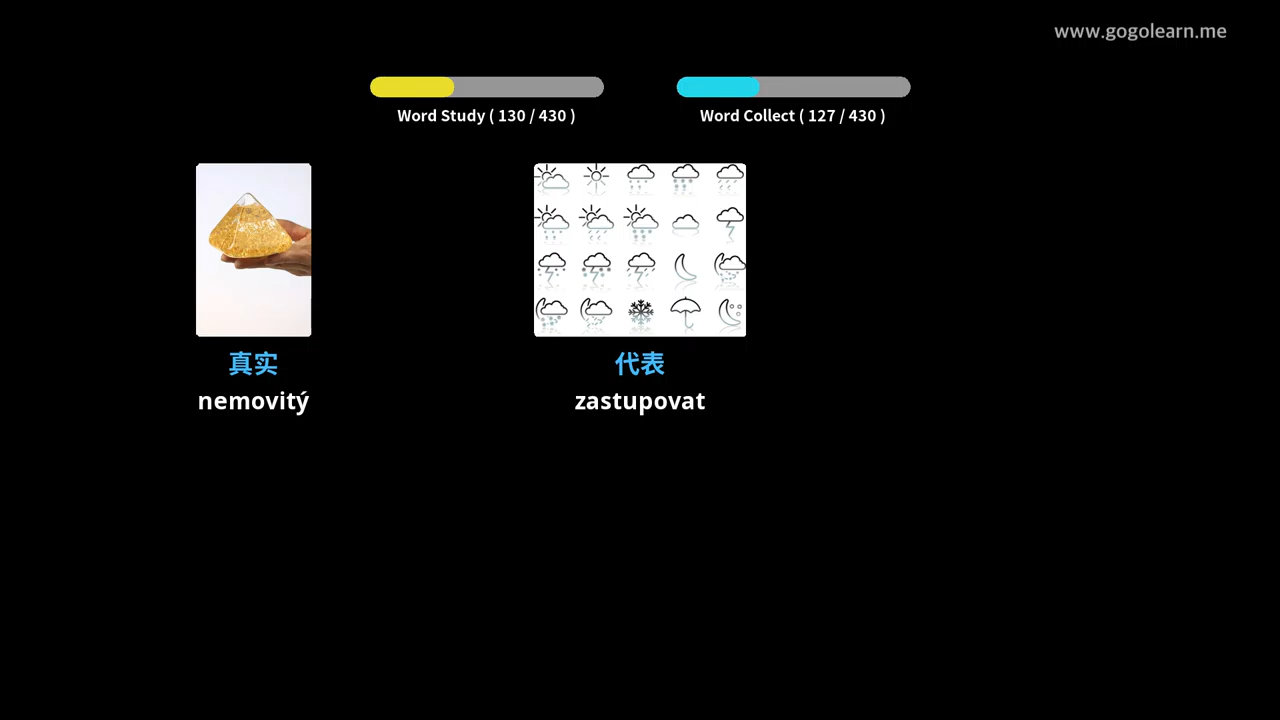 www.gogolearn.me
Word Study ( 130 / 430 )
Word Collect ( 127 / 430 )
真实
nemovitý
代表
zastupovat